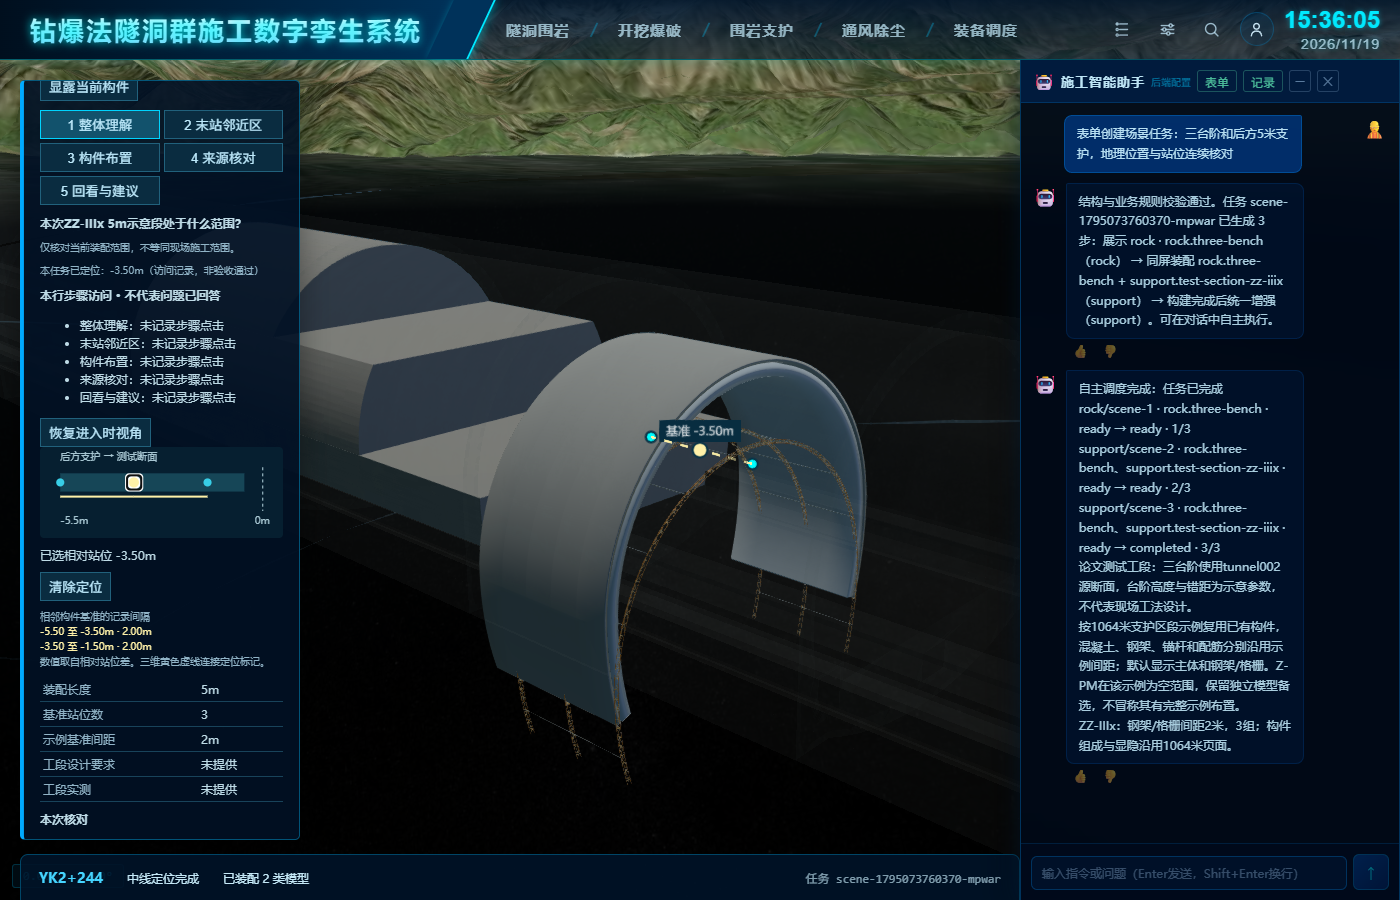 钻爆法隧洞群施工数字孪生系统
隧洞围岩 / 开挖爆破 / 围岩支护 / 通风除尘 / 装备调度
15:36:05
2026/11/19
显露当前构件
1 整体理解
2 末站邻近区
3 构件布置
4 来源核对
5 回看与建议
本次ZZ-IIIx 5m示意段处于什么范围?
仅核对当前装配范围，不等同现场施工范围。
本任务已定位：-3.50m（访问记录，非验收通过）
本行步骤访问 • 不代表问题已回答
• 整体理解：未记录步骤点击
• 末站邻近区：未记录步骤点击
• 构件布置：未记录步骤点击
• 来源核对：未记录步骤点击
• 回看与建议：未记录步骤点击
恢复进入时视角
后方支护 → 测试断面
-5.5m
0m
已选相对站位 -3.50m
清除定位
相邻构件基准的记录间隔
-5.50 至 -3.50m · 2.00m
-3.50 至 -1.50m · 2.00m
数值取自相对站位差。三维黄色虚线连接定位标记。
装配长度 5m
基准站位数 3
示例基准间距 2m
工段设计要求 未提供
工段实测 未提供
本次核对
基准 -3.50m
YK2+244 中线定位完成 已装配 2 类模型
任务 scene-1795073760370-mpwar
施工智能助手 后端配置 表单 记录
表单创建场景任务：三台阶和后方5米支
护，地理位置与站位连续核对
结构与业务规则校验通过。任务 scene-
1795073760370-mpwar 已生成 3
步：展示 rock · rock.three-bench
（rock） → 同屏装配 rock.three-
bench + support.test-section-zz-iiix
（support） → 构建完成后统一增强
（support）。可在对话中自主执行。
自主调度完成：任务已完成
rock/scene-1 · rock.three-bench ·
ready → ready · 1/3
support/scene-2 · rock.three-
bench、support.test-section-zz-iiix ·
ready → ready · 2/3
support/scene-3 · rock.three-
bench、support.test-section-zz-iiix ·
ready → completed · 3/3
论文测试工段：三台阶使用tunnel002
源断面，台阶高度与错距为示意参数，
不代表现场工法设计。
按1064米支护区段示例复用已有构件，
混凝土、钢架、锚杆和配筋分别沿用示
例间距；默认显示主体和钢架/格栅。Z-
PM在该示例为空范围，保留独立模型备
选，不冒称其有完整示例布置。
ZZ-IIIx：钢架/格栅间距2米，3组；构件
组成与显隐沿用1064米页面。
输入指令或问题（Enter发送，Shift+Enter换行）